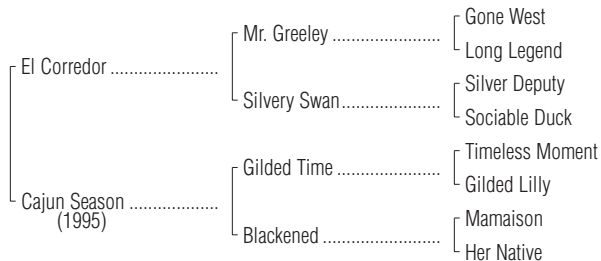 Gone West
Mr. Greeley
Long Legend
El Corredor
Silver Deputy
Silvery Swan
Sociable Duck
Timeless Moment
Gilded Time
Gilded Lilly
Cajun Season
(1995)
Mamaison
Blackened
Her Native